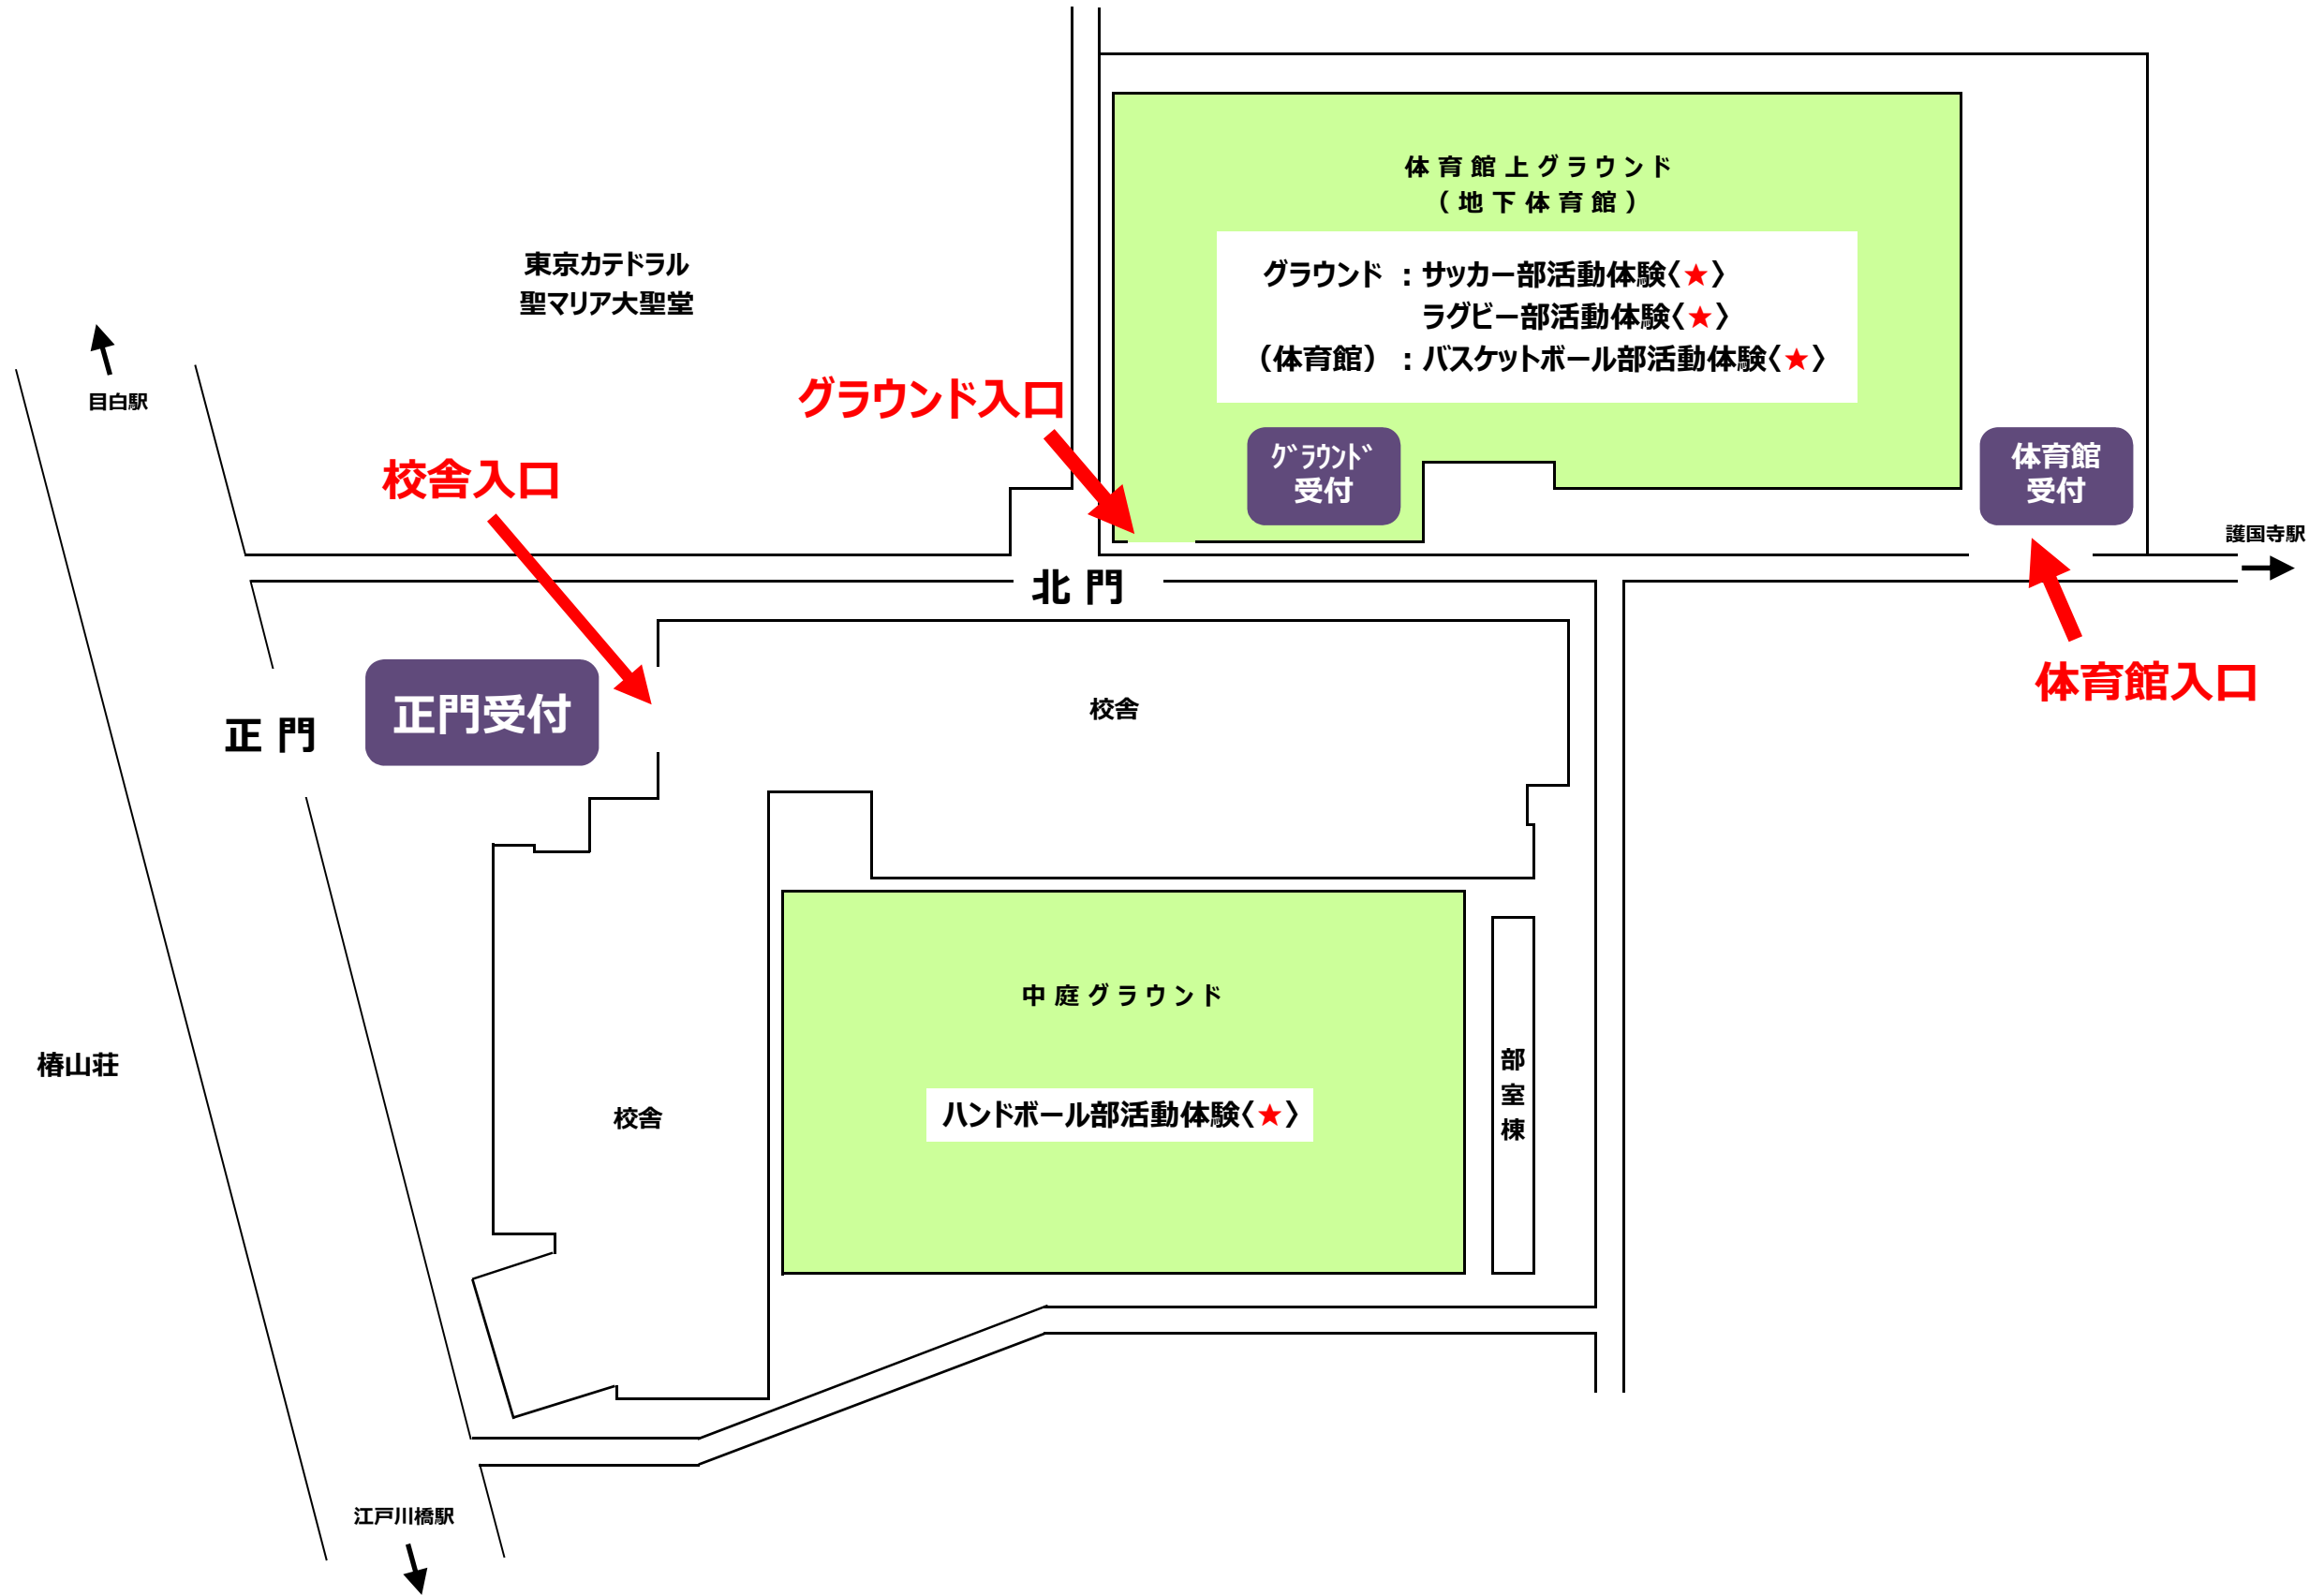 体育館上グラウンド
（地下体育館）
グラウンド ：サッカー部活動体験〈★〉
ラグビー部活動体験〈★〉
（体育館）：バスケットボール部活動体験〈★〉
東京カテドラル
聖マリア大聖堂
目白駅
グラウンド入口
校舎入口
ｸﾞﾗｳﾝﾄﾞ
受付
体育館
受付
護国寺駅
北門
体育館入口
正門受付
正門
校舎
中庭グラウンド
ハンドボール部活動体験〈★〉
部室棟
椿山荘
校舎
江戸川橋駅